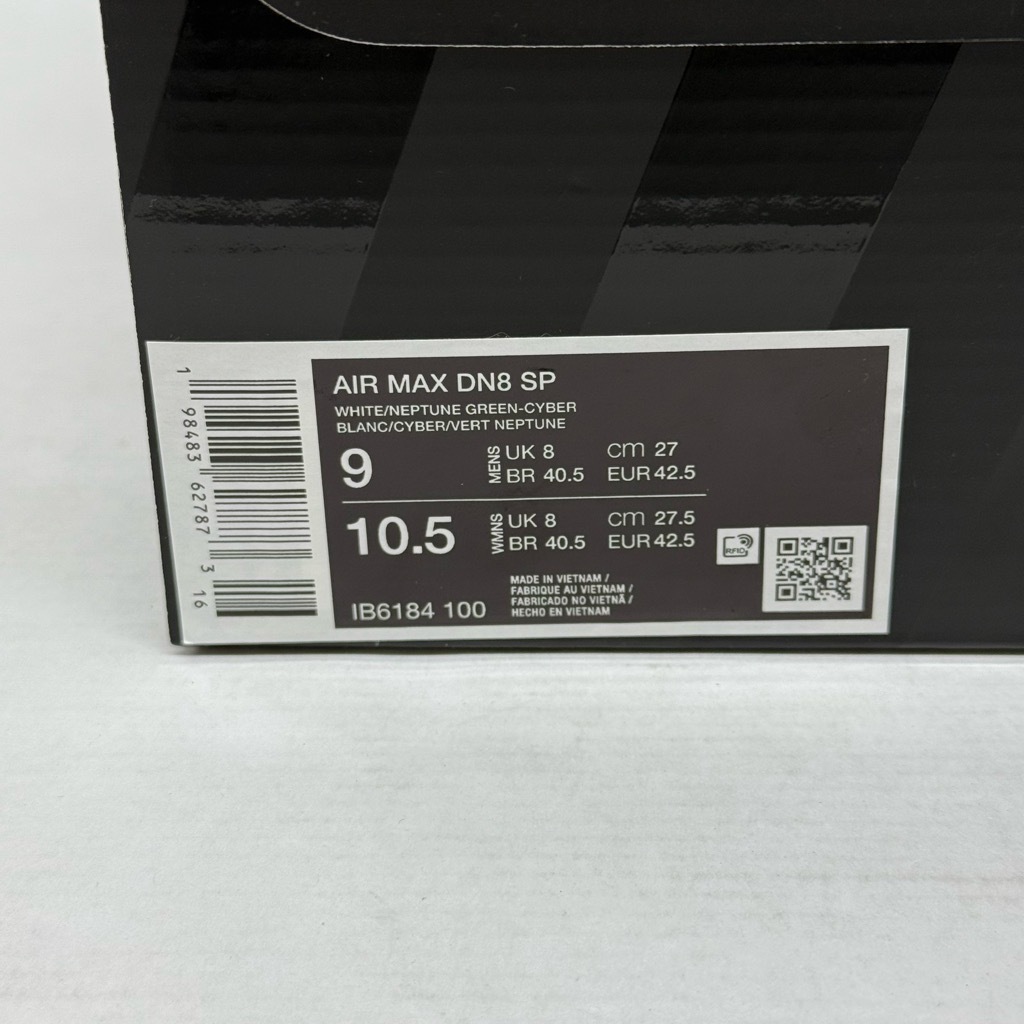 AIR MAX DN8 SP
WHITE/NEPTUNE GREEN-CYBER
BLANC/CYBER/VERT NEPTUNE
9 MENS UK 8 cm 27
BR 40.5 EUR 42.5
10.5 WMNS UK 8 cm 27.5
BR 40.5 EUR 42.5
RFID
IB6184 100
MADE IN VIETNAM /
FABRIQUE AU VIETNAM /
FABRICADO NO VIETNÃ /
HECHO EN VIETNAM
1 98483 62787 3 16